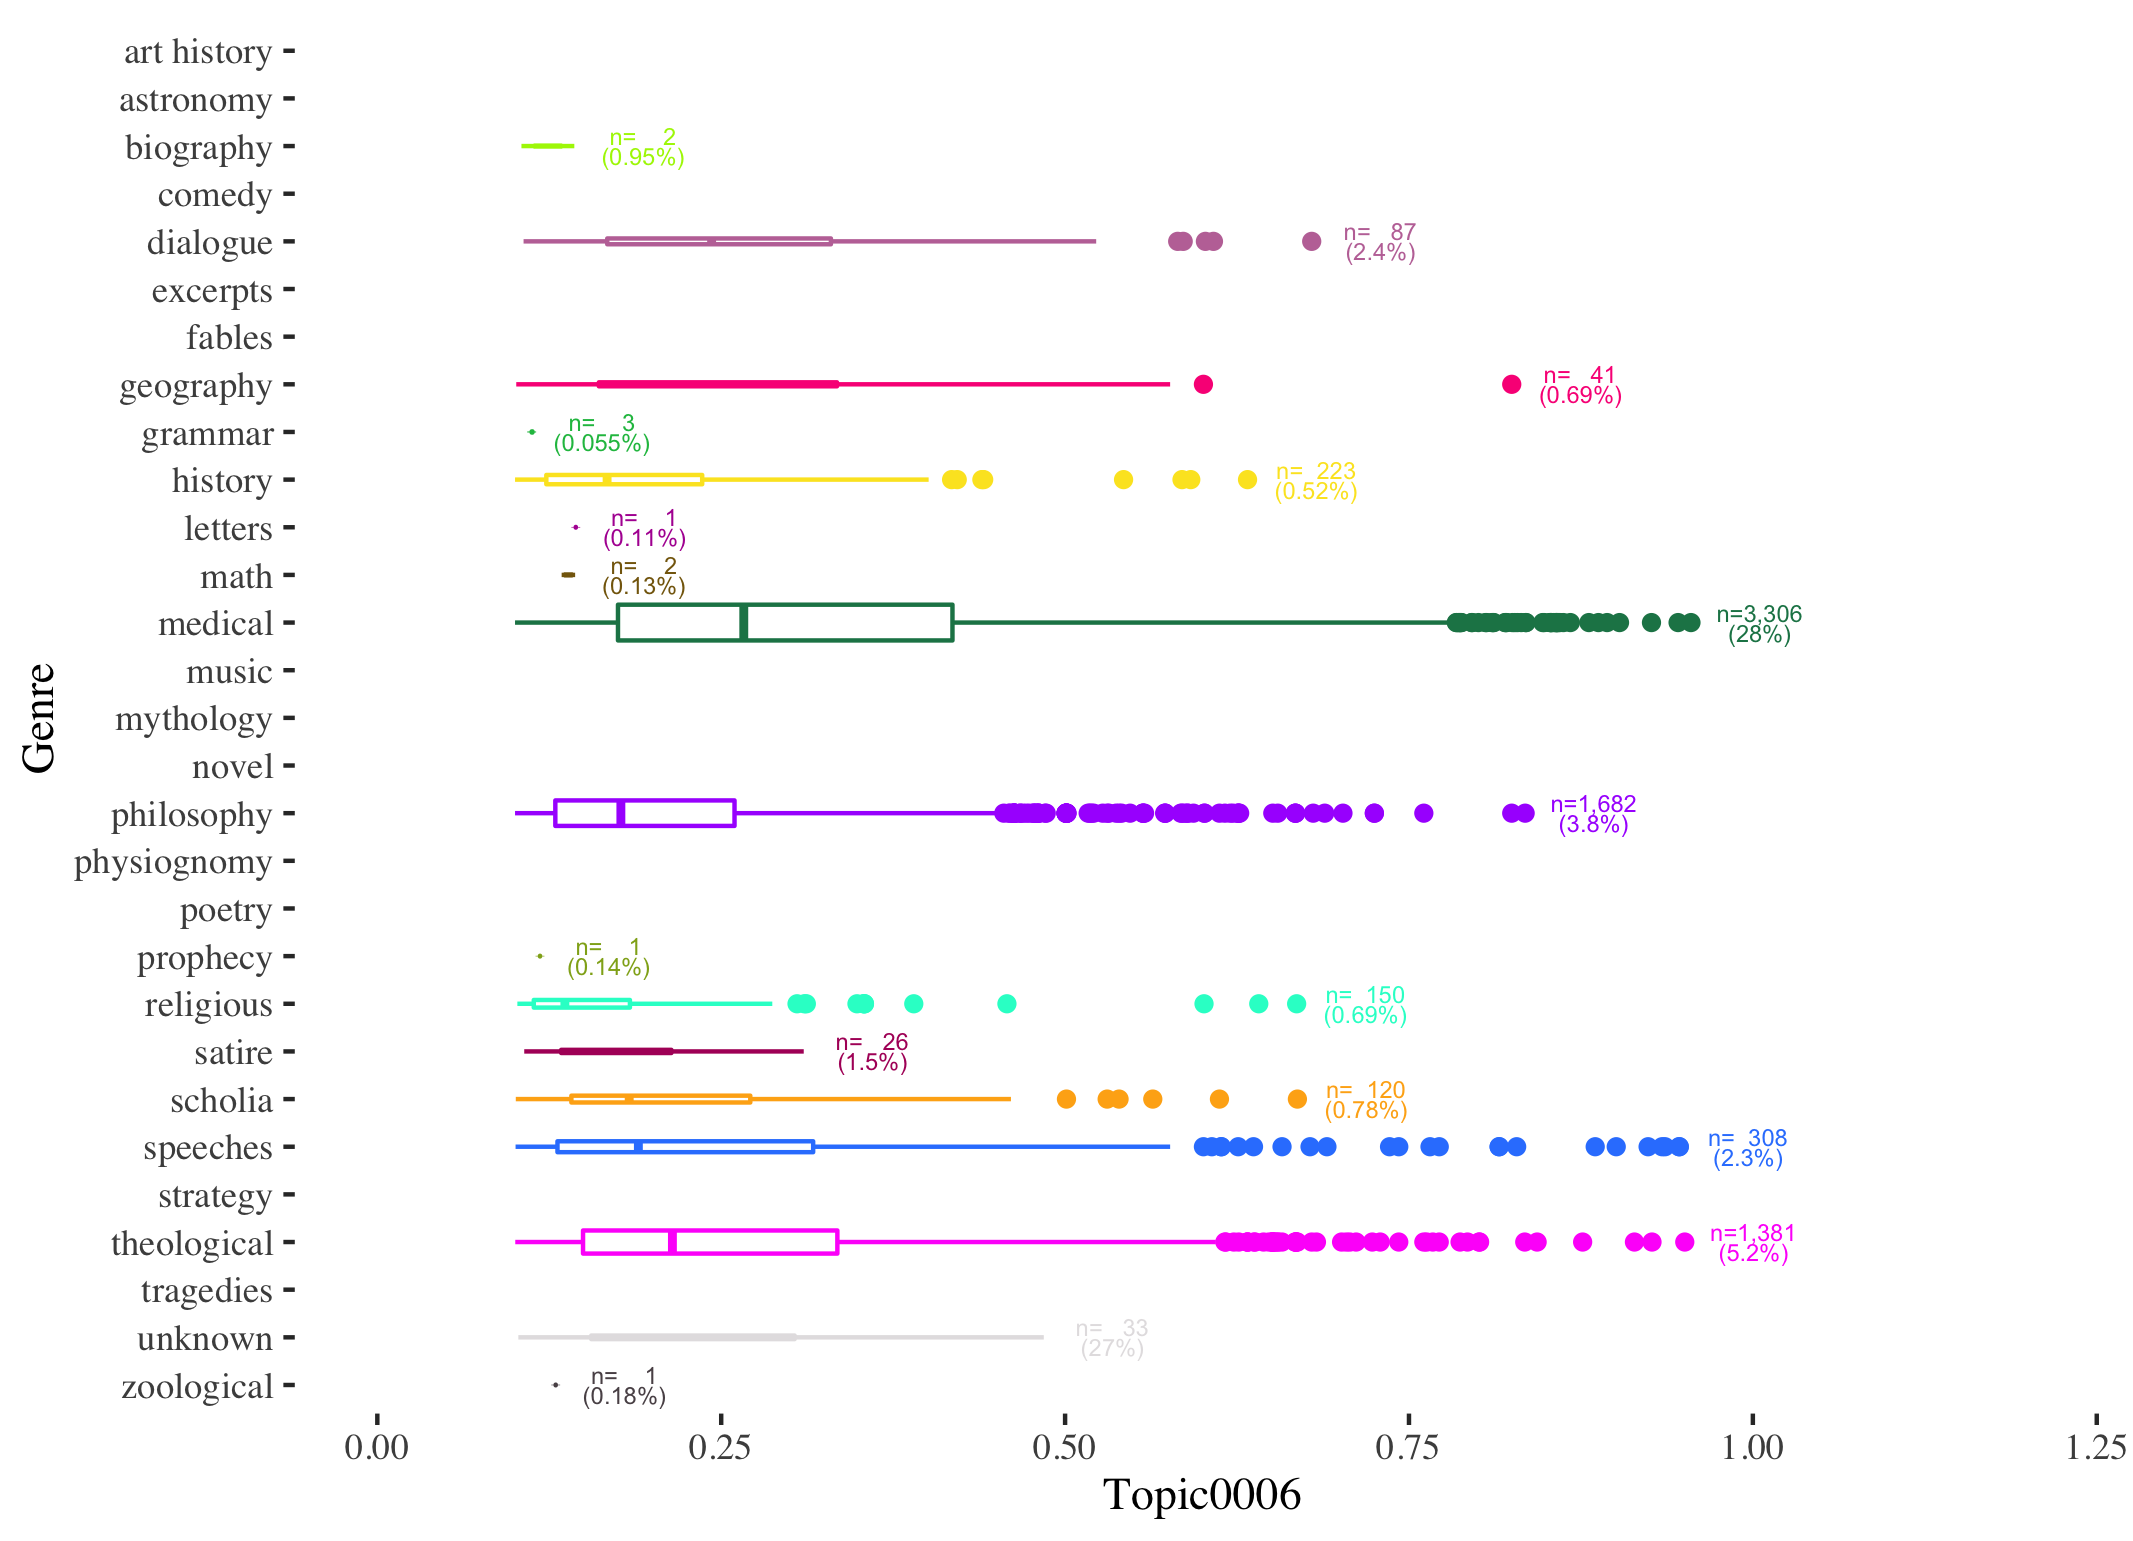 art history
astronomy
biography
n= 2
(0.95%)
comedy
dialogue
n= 87
(2.4%)
excerpts
fables
geography
n= 41
(0.69%)
grammar
n= 3
(0.055%)
history
n= 223
(0.52%)
letters
n= 1
(0.11%)
math
n= 2
(0.13%)
medical
n=3,306
(28%)
music
mythology
novel
philosophy
n=1,682
(3.8%)
physiognomy
poetry
prophecy
n= 1
(0.14%)
religious
n= 150
(0.69%)
satire
n= 26
(1.5%)
scholia
n= 120
(0.78%)
speeches
n= 308
(2.3%)
strategy
theological
n=1,381
(5.2%)
tragedies
unknown
n= 33
(27%)
zoological
n= 1
(0.18%)
Genre
0.00 0.25 0.50 0.75 1.00 1.25
Topic0006